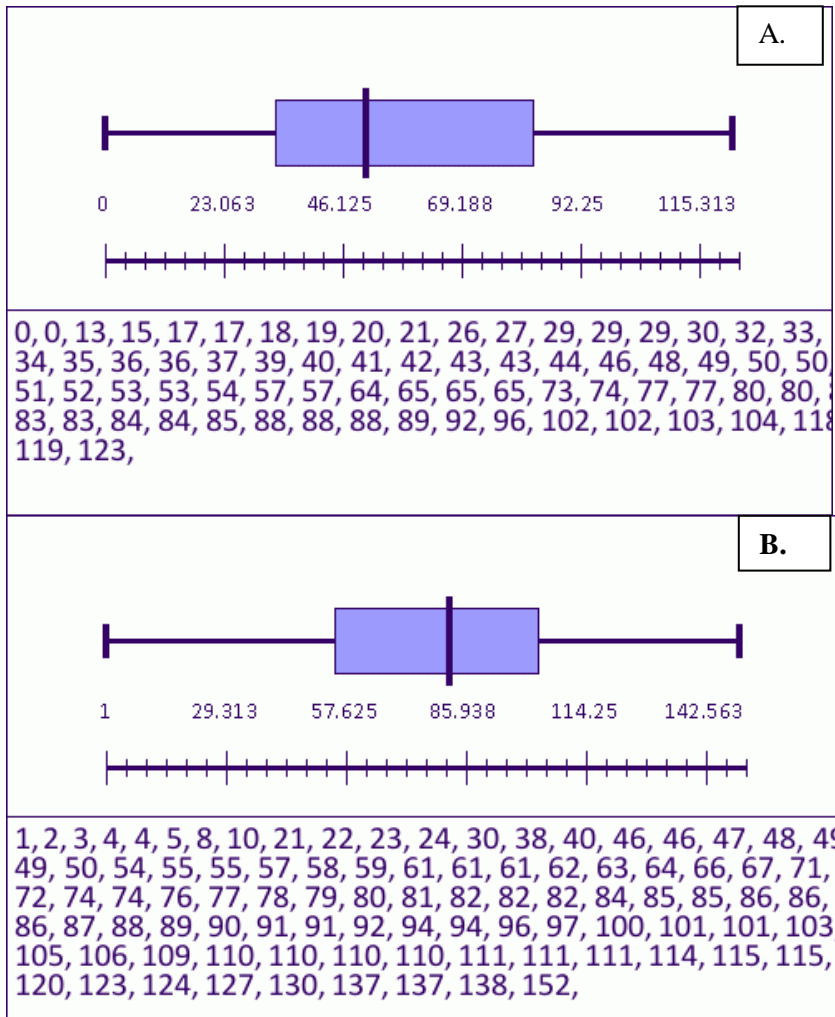 A.
0 23.063 46.125 69.188 92.25 115.313
0, 0, 13, 15, 17, 17, 18, 19, 20, 21, 26, 27, 29, 29, 29, 30, 32, 33,
34, 35, 36, 36, 37, 39, 40, 41, 42, 43, 43, 44, 46, 48, 49, 50, 50,
51, 52, 53, 53, 54, 57, 57, 64, 65, 65, 65, 73, 74, 77, 77, 80, 80,
83, 83, 84, 84, 85, 88, 88, 88, 89, 92, 96, 102, 102, 103, 104, 118
119, 123,
B.
1 29.313 57.625 85.938 114.25 142.563
1, 2, 3, 4, 4, 5, 8, 10, 21, 22, 23, 24, 30, 38, 40, 46, 46, 47, 48, 49
49, 50, 54, 55, 55, 57, 58, 59, 61, 61, 61, 62, 63, 64, 66, 67, 71,
72, 74, 74, 76, 77, 78, 79, 80, 81, 82, 82, 82, 84, 85, 85, 86, 86,
86, 87, 88, 89, 90, 91, 91, 92, 94, 94, 96, 97, 100, 101, 101, 103,
105, 106, 109, 110, 110, 110, 110, 111, 111, 111, 114, 115, 115,
120, 123, 124, 127, 130, 137, 137, 138, 152,